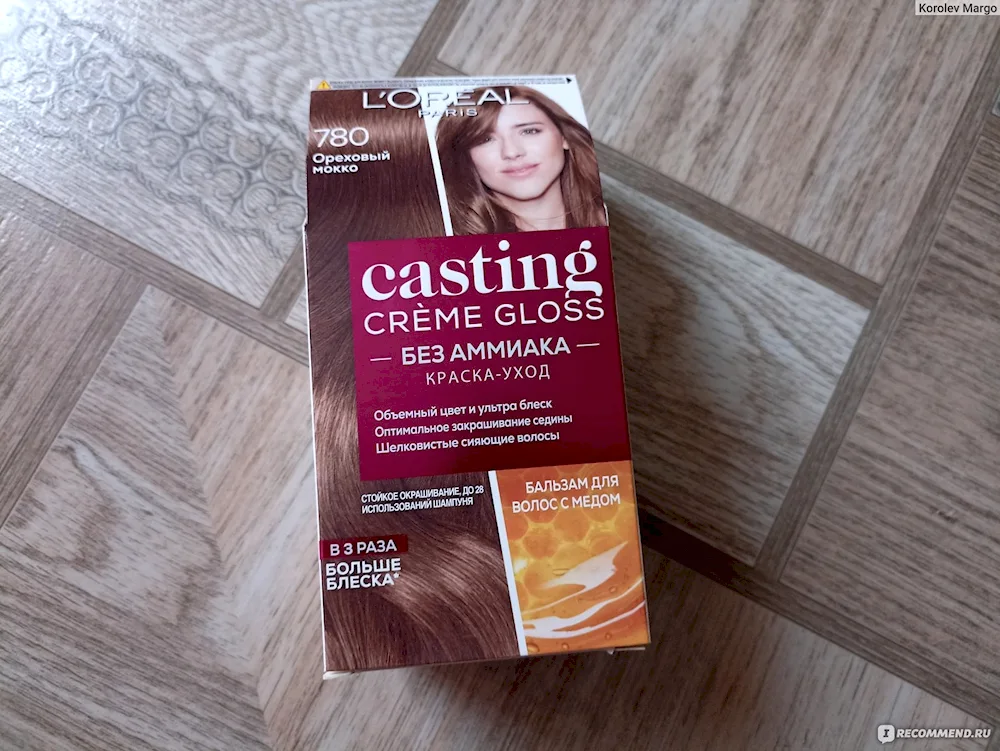 Korolev Margo
L'ORÉAL
PARIS
780
Ореховый
мокко
casting
CRÈME GLOSS
БЕЗ АММИАКА
КРАСКА-УХОД
Объемный цвет и ультра блеск
Оптимальное закрашивание седины
Шелковистые сияющие волосы
СТОЙКОЕ ОКРАШИВАНИЕ, ДО 28
ИСПОЛЬЗОВАНИЙ ШАМПУНЯ
БАЛЬЗАМ ДЛЯ
ВОЛОС С МЕДОМ
В 3 РАЗА
БОЛЬШЕ
БЛЕСКА*
IRECOMMEND.RU